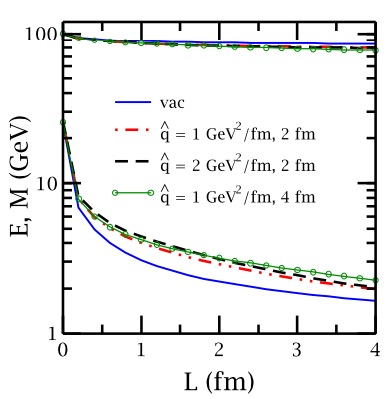 100
10
1
E, M (GeV)
vac
q̂ = 1 GeV²/fm, 2 fm
q̂ = 2 GeV²/fm, 2 fm
q̂ = 1 GeV²/fm, 4 fm
0 1 2 3 4
L (fm)